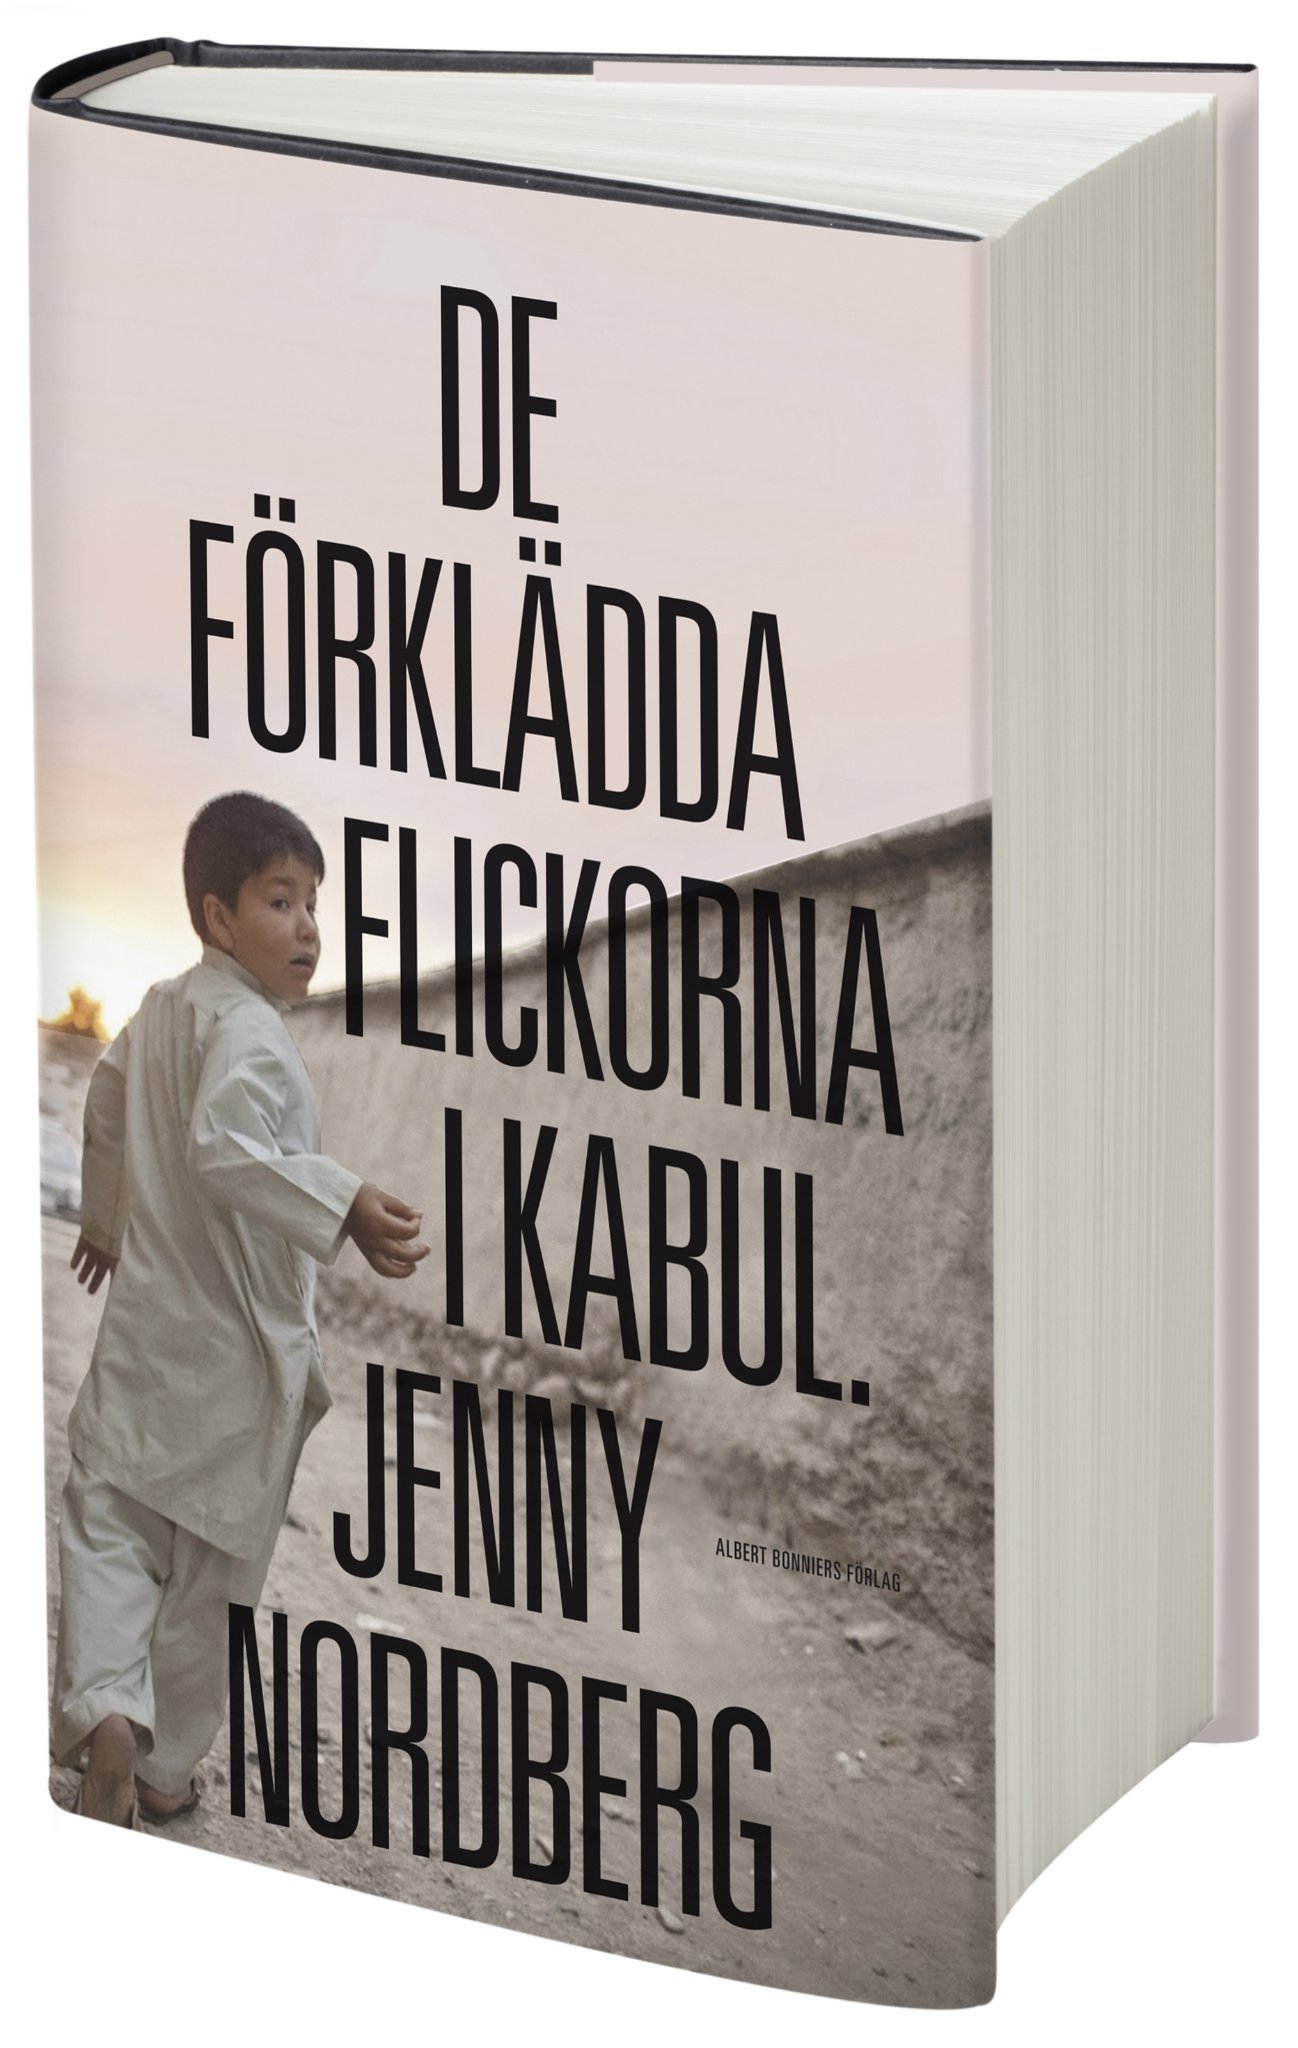 DE
FÖRKLÄDDA
FLICKORNA
I KABUL.
JENNY
NORDBERG
ALBERT BONNIERS FÖRLAG